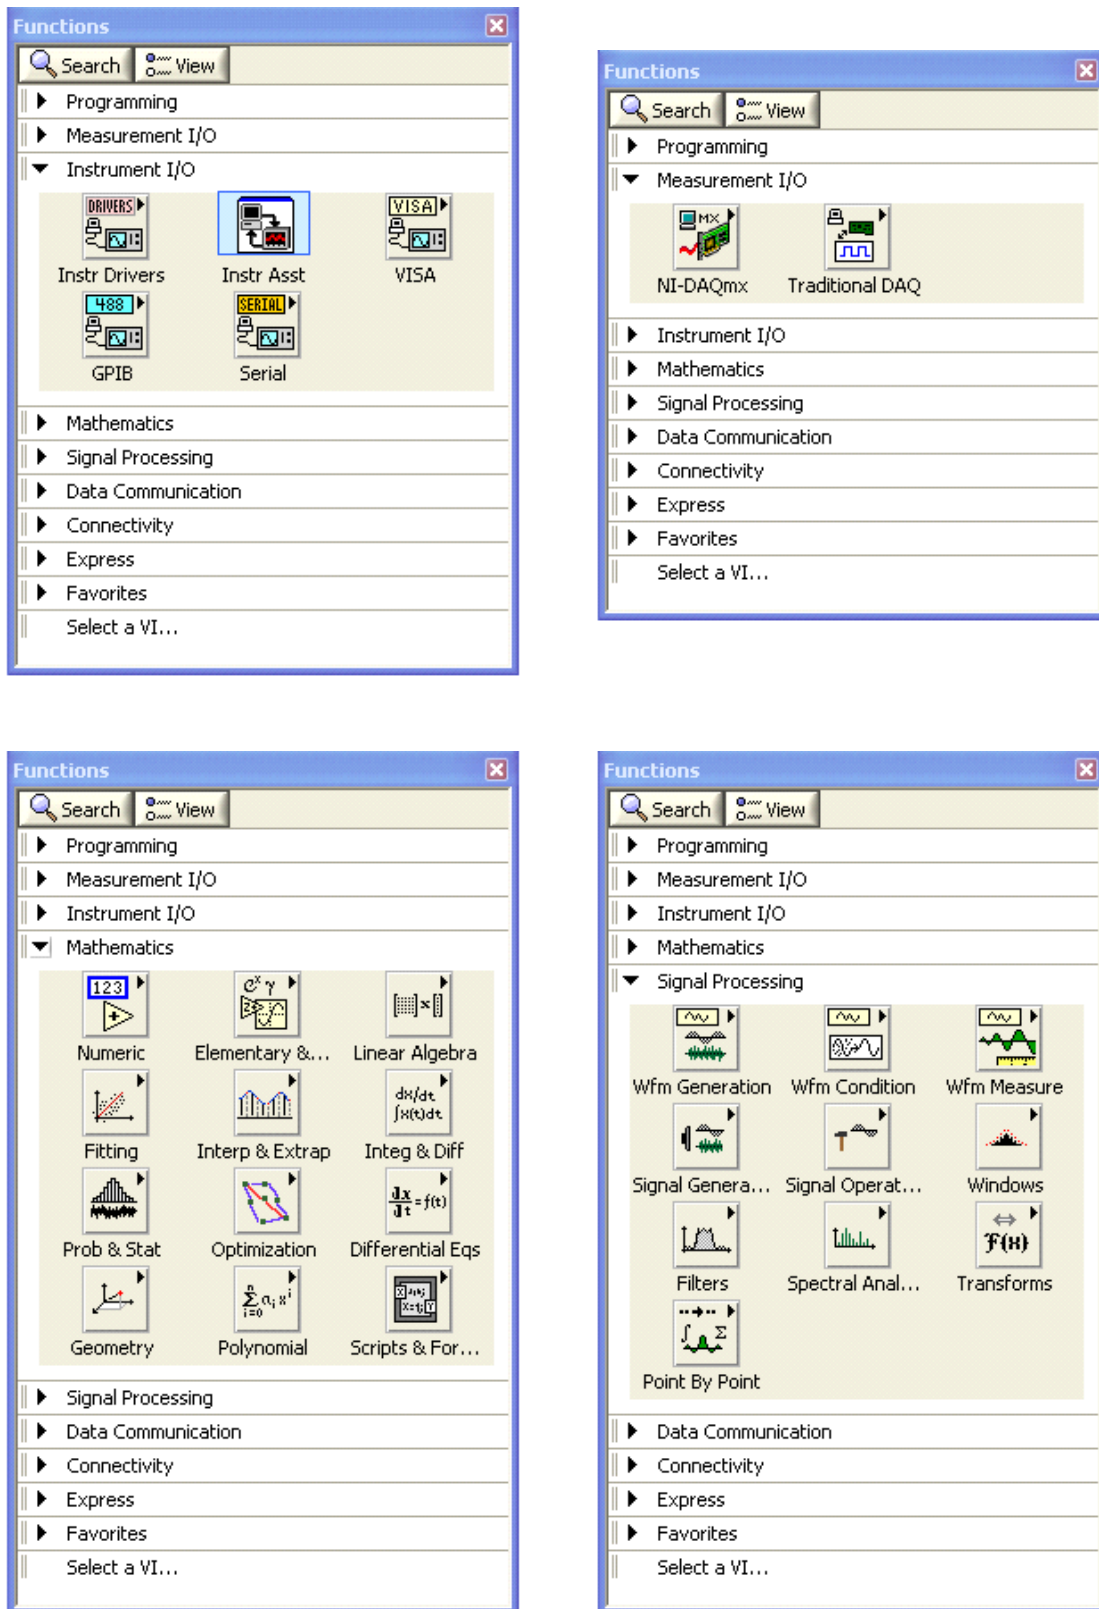 Functions
Search View
Programming
Measurement I/O
Instrument I/O
DRIVERS VISA
Instr Drivers Instr Asst VISA
488 SERIAL
GPIB Serial
Mathematics
Signal Processing
Data Communication
Connectivity
Express
Favorites
Select a VI...
Functions
Search View
Programming
Measurement I/O
MX
NI-DAQmx Traditional DAQ
Instrument I/O
Mathematics
Signal Processing
Data Communication
Connectivity
Express
Favorites
Select a VI...
Functions
Search View
Programming
Measurement I/O
Instrument I/O
Mathematics
123
Numeric Elementary &... Linear Algebra
dx/dt
∫x(t)dt
Fitting Interp & Extrap Integ & Diff
dx/dt = f(t)
Prob & Stat Optimization Differential Eqs
Geometry Polynomial Scripts & For...
Signal Processing
Data Communication
Connectivity
Express
Favorites
Select a VI...
Functions
Search View
Programming
Measurement I/O
Instrument I/O
Mathematics
Signal Processing
Wfm Generation Wfm Condition Wfm Measure
Signal Genera... Signal Operat... Windows
Filters Spectral Anal... Transforms
Point By Point
Data Communication
Connectivity
Express
Favorites
Select a VI...